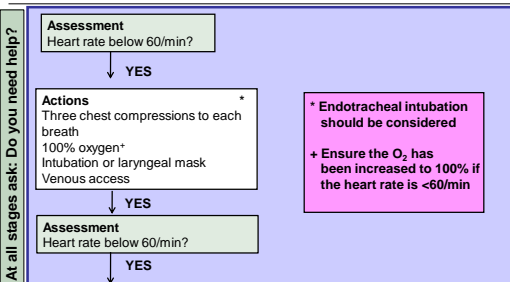 At all stages ask: Do you need help?
Assessment
Heart rate below 60/min?
YES
Actions *
Three chest compressions to each
breath
100% oxygen+
Intubation or laryngeal mask
Venous access
YES
Assessment
Heart rate below 60/min?
YES
* Endotracheal intubation
should be considered
+ Ensure the O2 has
been increased to 100% if
the heart rate is <60/min